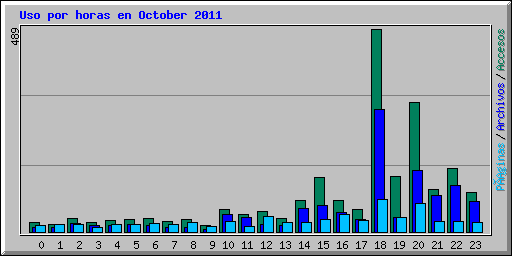 Uso por horas en October 2011
489
Páginas / Archivos / Accesos
0 1 2 3 4 5 6 7 8 9 10 11 12 13 14 15 16 17 18 19 20 21 22 23